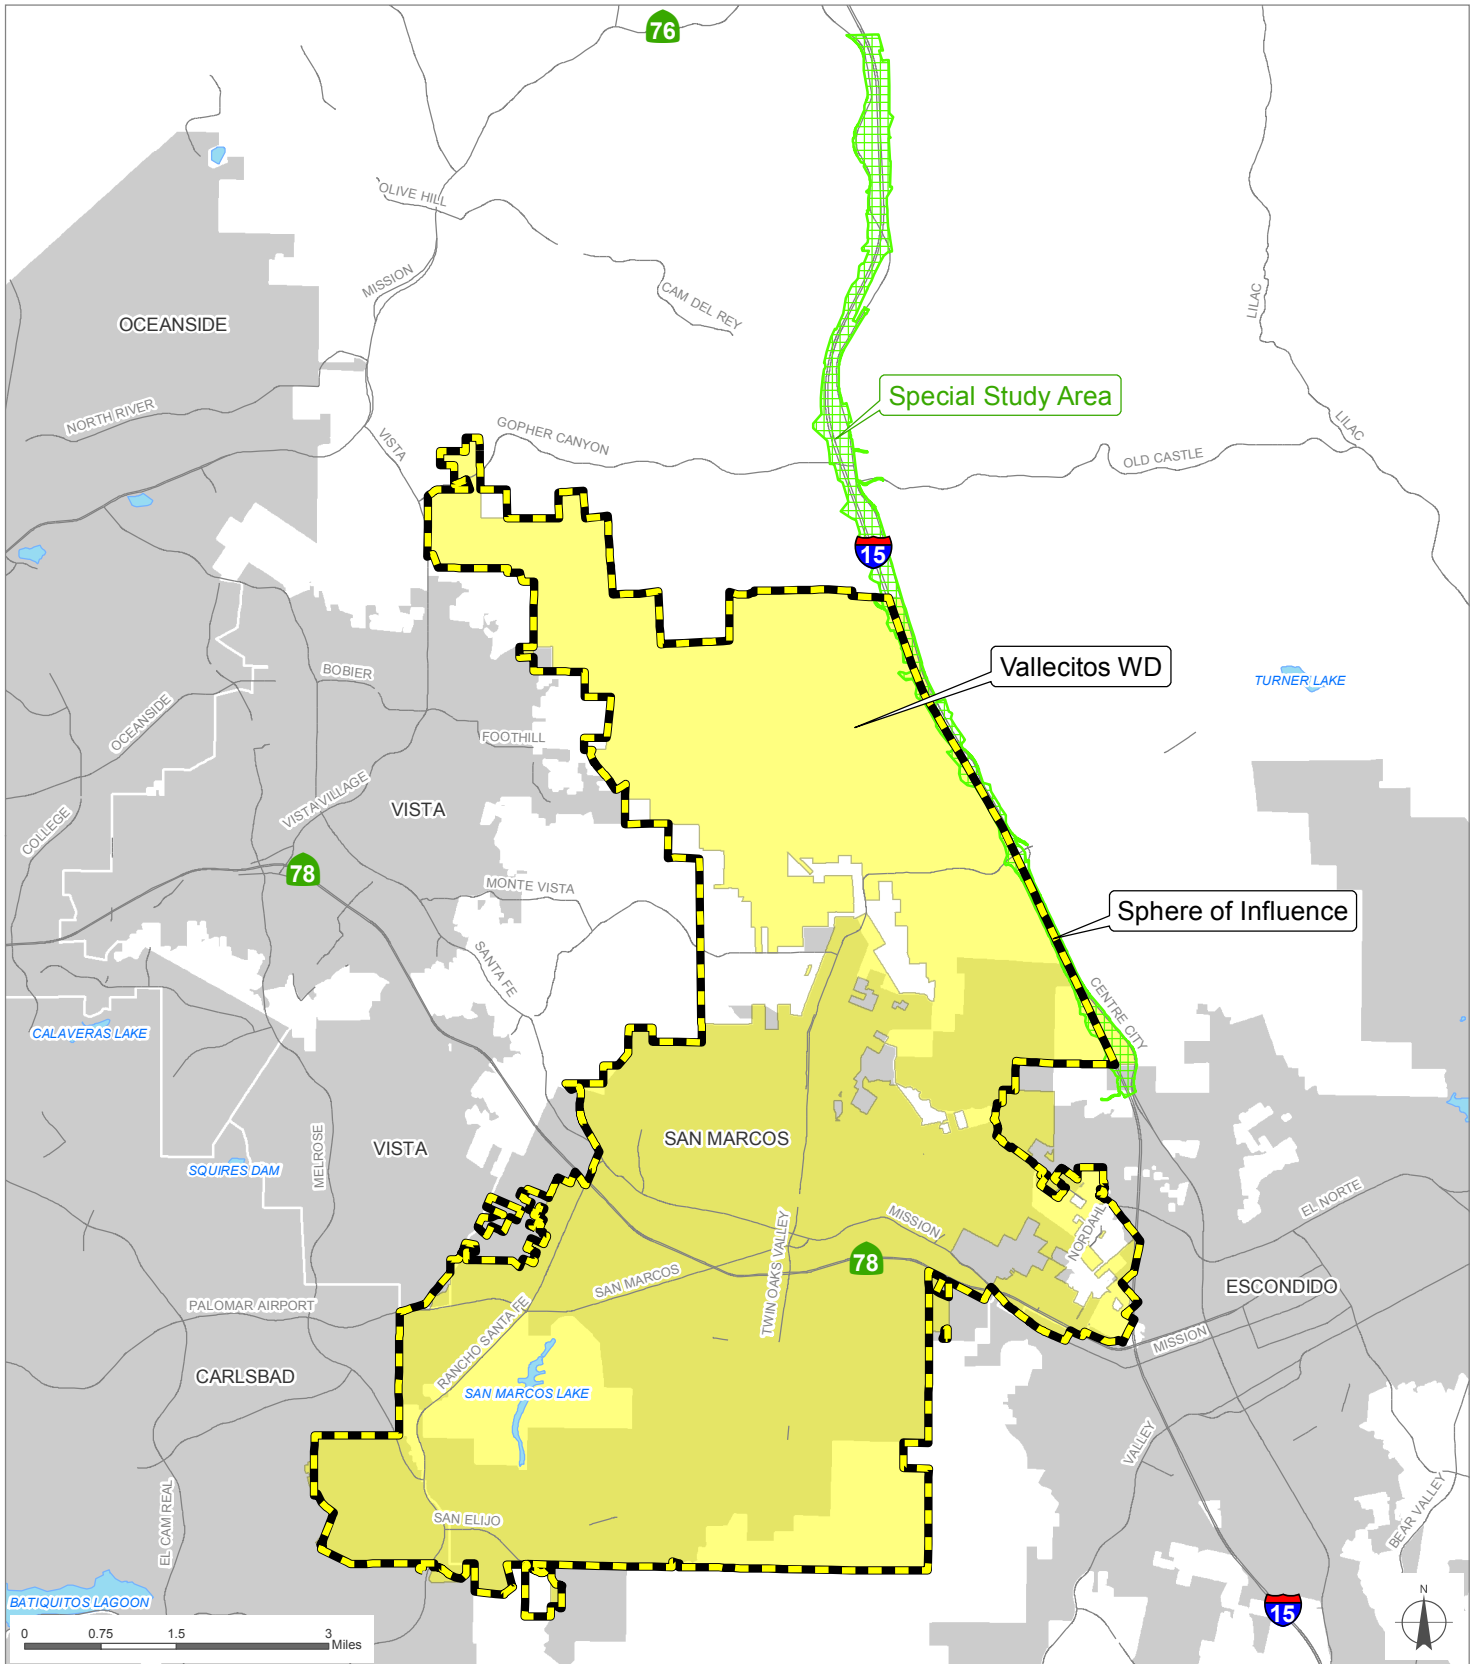 76
OLIVE HILL
MISSION
CAM DEL REY
LILAC
OCEANSIDE
Special Study Area
NORTH RIVER
VISTA
GOPHER CANYON
LILAC
OLD CASTLE
15
Vallecitos WD
BOBIER
TURNER LAKE
OCEANSIDE
FOOTHILL
VISTA VILLAGE
VISTA
COLLEGE
78
MONTE VISTA
Sphere of Influence
SANTA FE
CENTRE CITY
CALAVERAS LAKE
SAN MARCOS
VISTA
SQUIRES DAM
MELROSE
EL NORTE
MISSION
NORDAHL
TWIN OAKS VALLEY
78
SAN MARCOS
ESCONDIDO
PALOMAR AIRPORT
RANCHO SANTA FE
MISSION
CARLSBAD
SAN MARCOS LAKE
VALLEY
EL CAM REAL
SAN ELIJO
BEAR VALLEY
BATIQUITOS LAGOON
N
15
0 0.75 1.5 3
Miles